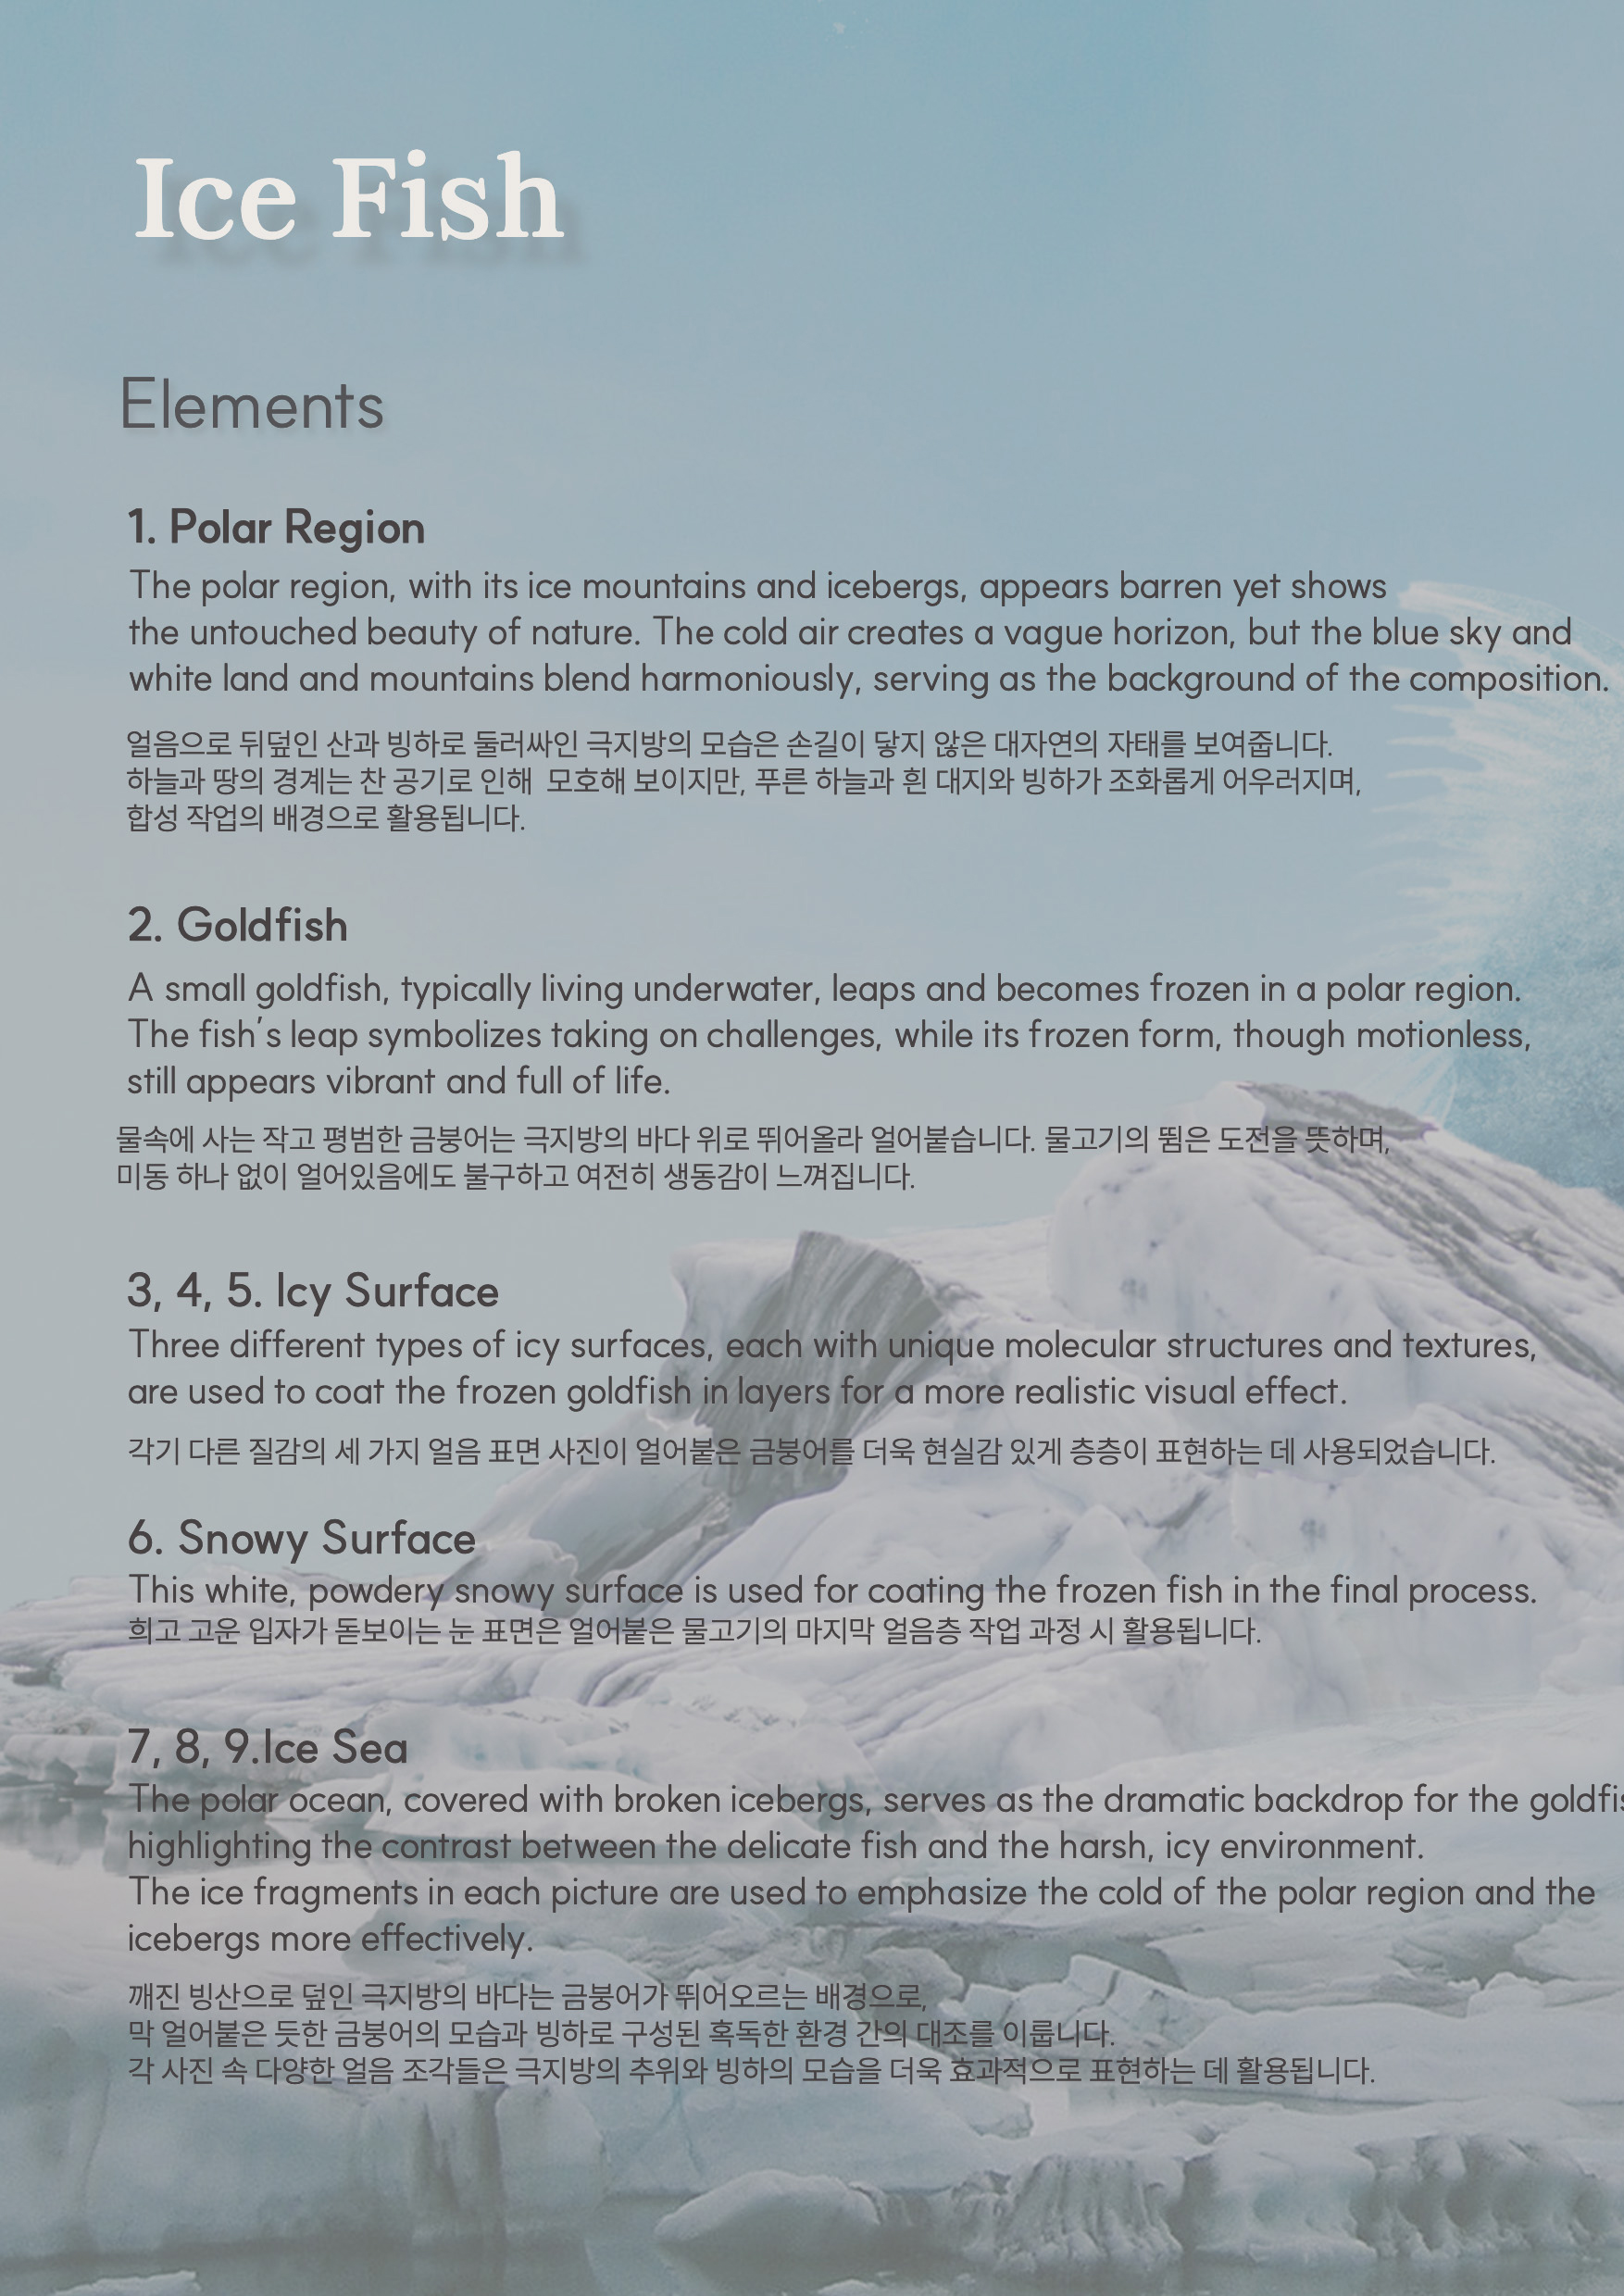 Ice Fish
Elements
1. Polar Region
The polar region, with its ice mountains and icebergs, appears barren yet shows
the untouched beauty of nature. The cold air creates a vague horizon, but the blue sky and
white land and mountains blend harmoniously, serving as the background of the composition.
얼음으로 뒤덮인 산과 빙하로 둘러싸인 극지방의 모습은 손길이 닿지 않은 대자연의 자태를 보여줍니다.
하늘과 땅의 경계는 찬 공기로 인해 모호해 보이지만, 푸른 하늘과 흰 대지와 빙하가 조화롭게 어우러지며,
합성 작업의 배경으로 활용됩니다.
2. Goldfish
A small goldfish, typically living underwater, leaps and becomes frozen in a polar region.
The fish's leap symbolizes taking on challenges, while its frozen form, though motionless,
still appears vibrant and full of life.
물속에 사는 작고 평범한 금붕어는 극지방의 바다 위로 뛰어올라 얼어붙습니다. 물고기의 뜀은 도전을 뜻하며,
미동 하나 없이 얼어있음에도 불구하고 여전히 생동감이 느껴집니다.
3, 4, 5. Icy Surface
Three different types of icy surfaces, each with unique molecular structures and textures,
are used to coat the frozen goldfish in layers for a more realistic visual effect.
각기 다른 질감의 세 가지 얼음 표면 사진이 얼어붙은 금붕어를 더욱 현실감 있게 층층이 표현하는 데 사용되었습니다.
6. Snowy Surface
This white, powdery snowy surface is used for coating the frozen fish in the final process.
희고 고운 입자가 돋보이는 눈 표면은 얼어붙은 물고기의 마지막 얼음층 작업 과정 시 활용됩니다.
7, 8, 9.Ice Sea
The polar ocean, covered with broken icebergs, serves as the dramatic backdrop for the goldfis
highlighting the contrast between the delicate fish and the harsh, icy environment.
The ice fragments in each picture are used to emphasize the cold of the polar region and the
icebergs more effectively.
깨진 빙산으로 덮인 극지방의 바다는 금붕어가 뛰어오르는 배경으로,
막 얼어붙은 듯한 금붕어의 모습과 빙하로 구성된 혹독한 환경 간의 대조를 이룹니다.
각 사진 속 다양한 얼음 조각들은 극지방의 추위와 빙하의 모습을 더욱 효과적으로 표현하는 데 활용됩니다.